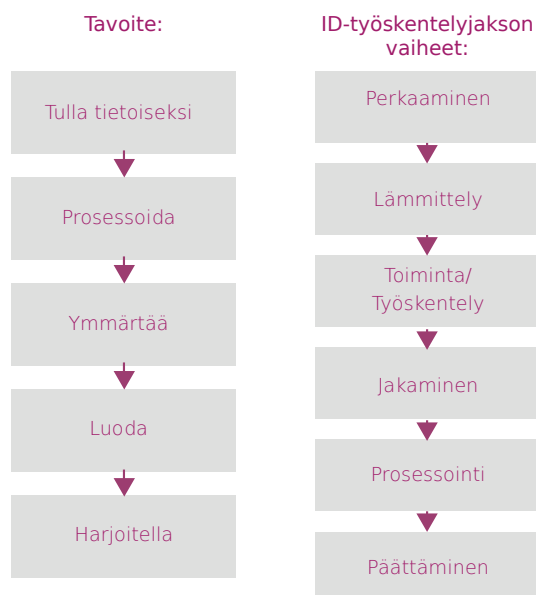 Tavoite:
Tulla tietoiseksi
Prosessoida
Ymmärtää
Luoda
Harjoitella
ID-työskentelyjakson
vaiheet:
Perkaaminen
Lämmittely
Toiminta/
Työskentely
Jakaminen
Prosessointi
Päättäminen